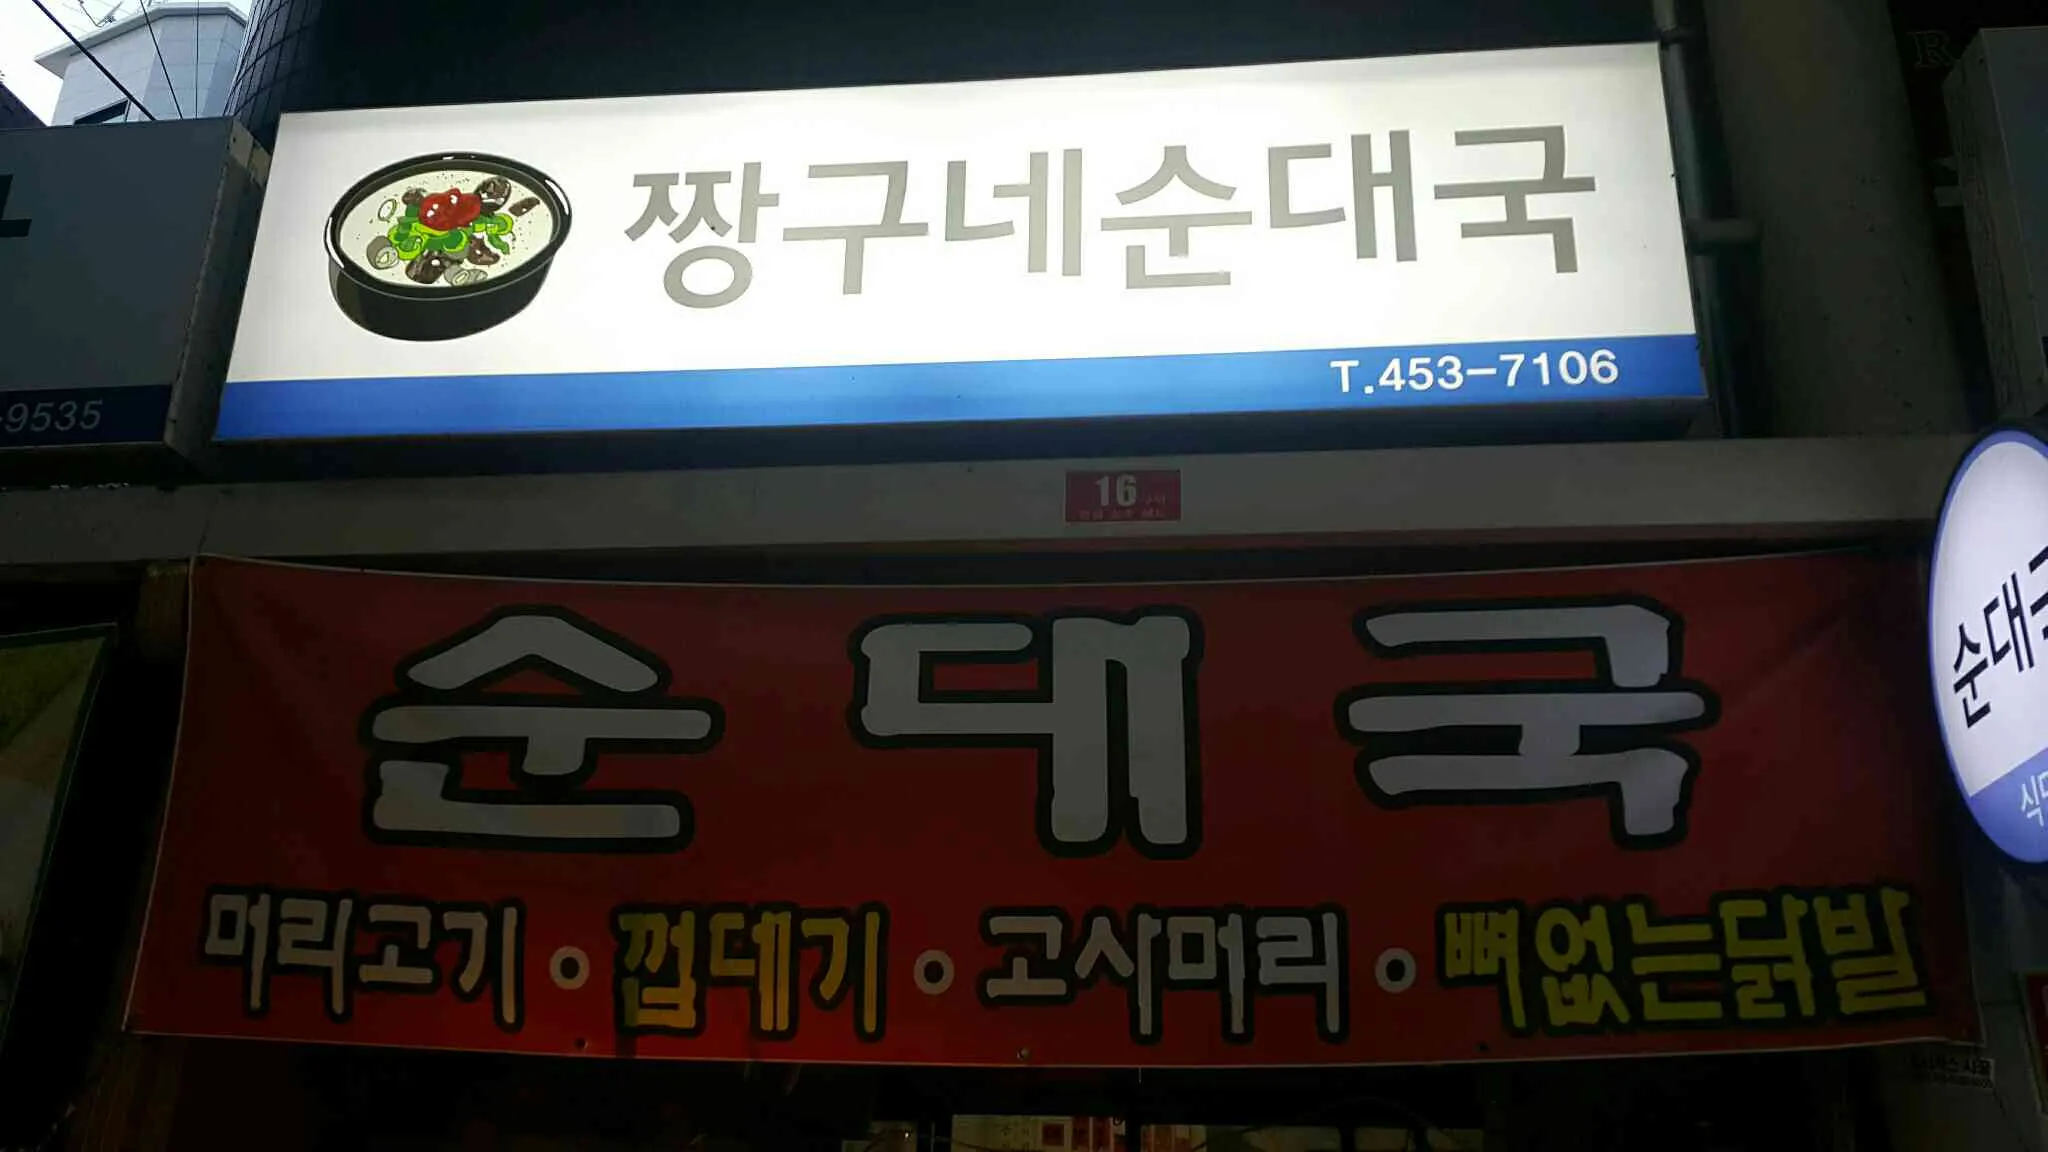 짱구네순대국
T.453-7106
-9535
16
순대국
머리고기 ㅇ 껍데기 ㅇ 고사머리 ㅇ 뼈없는닭발
순대